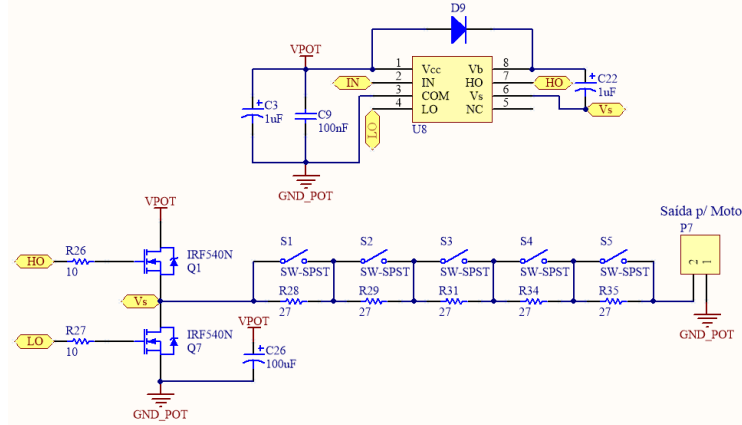 D9
VPOT
1 Vcc Vb 8
IN 2 IN HO 7 HO
3 COM Vs 6 Vs
4 LO NC 5
LO
U8
C3
1uF
C9
100nF
C22
1uF
GND_POT
VPOT
HO
R26
10
IRF540N
Q1
Vs
LO
R27
10
IRF540N
Q7
VPOT
C26
100uF
GND_POT
S1 S2 S3 S4 S5
SW-SPST SW-SPST SW-SPST SW-SPST SW-SPST
R28 R29 R31 R34 R35
27 27 27 27 27
Saída p/ Moto
P7
2 1
GND_POT